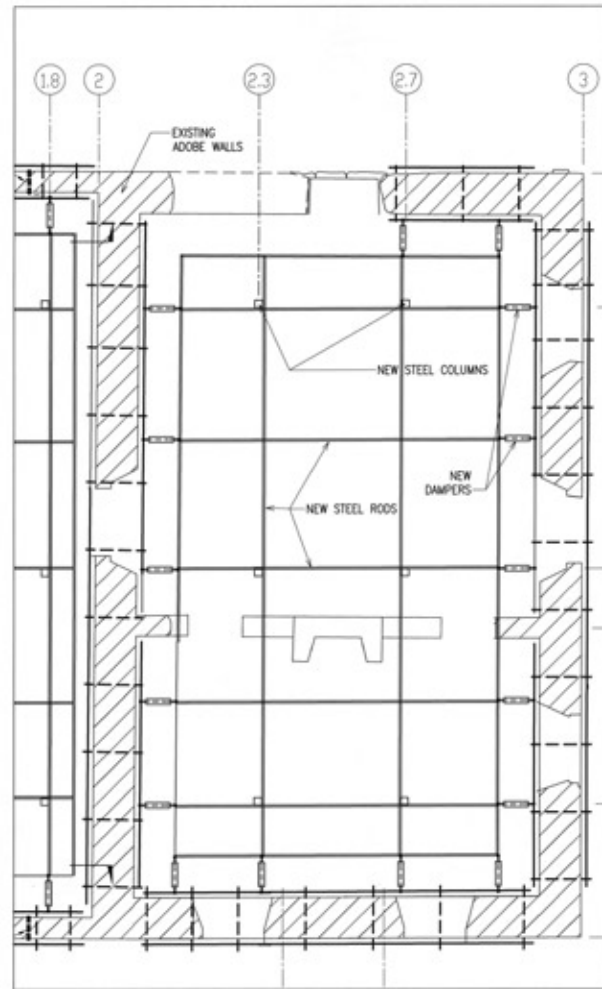 1.8
2
2.3
2.7
3
EXISTING
ADOBE WALLS
NEW STEEL COLUMNS
NEW
DAMPERS
NEW STEEL RODS